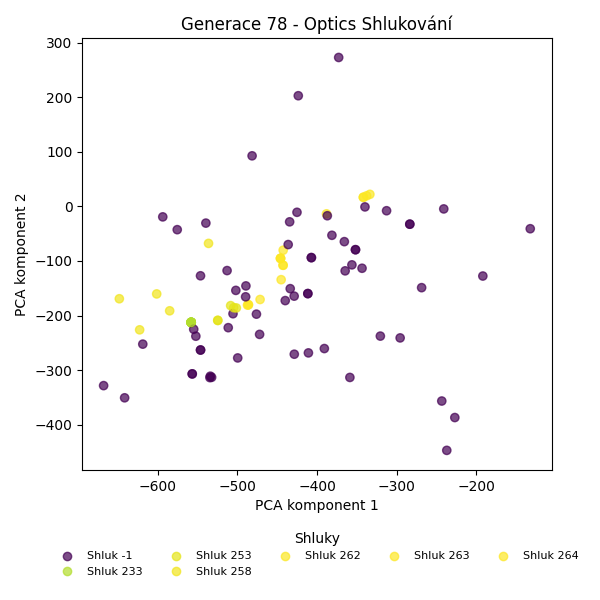 Generace 78 - Optics Shlukování
300
200
100
0
−100
−200
−300
−400
PCA komponent 2
−600 −500 −400 −300 −200
PCA komponent 1
Shluky
Shluk -1 Shluk 253 Shluk 262 Shluk 263 Shluk 264
Shluk 233 Shluk 258